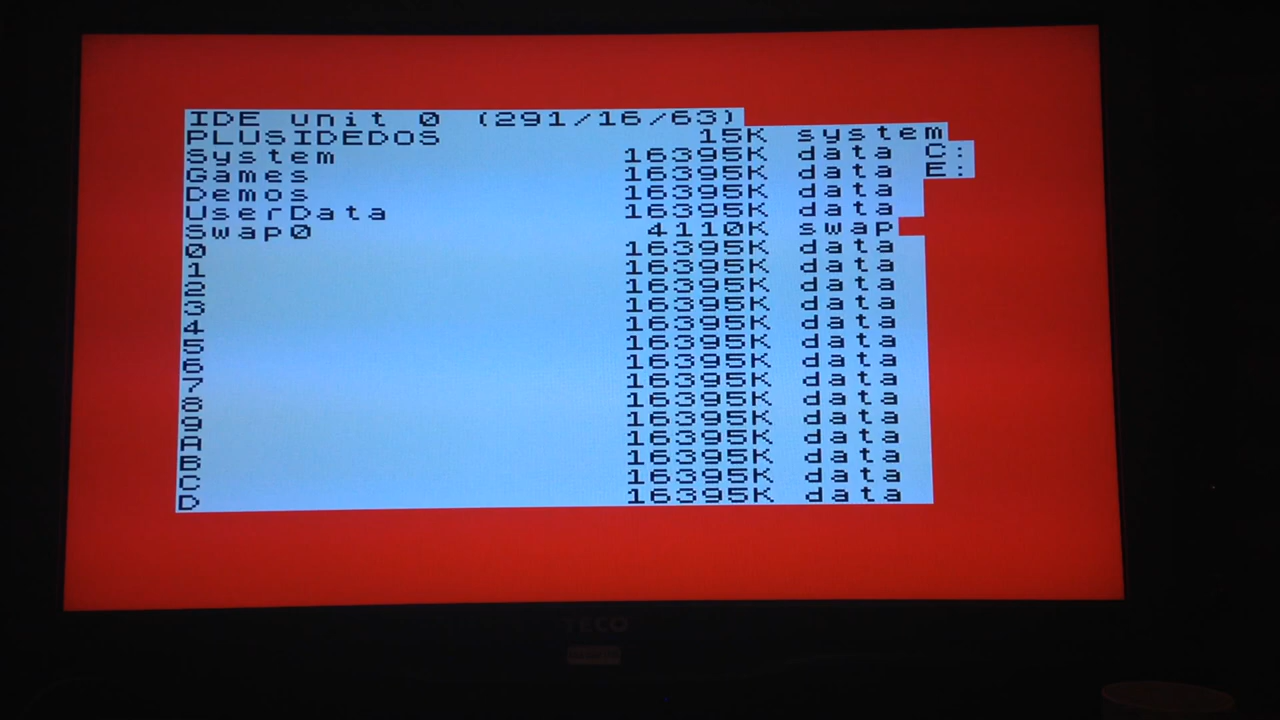 IDE unit 0 (291/16/63)
PLUSIDEDOS 15K system
System 16395K data C:
Games 16395K data E:
Demos 16395K data
UserData 16395K data
Swap0 4110K swap
0 16395K data
1 16395K data
2 16395K data
3 16395K data
4 16395K data
5 16395K data
6 16395K data
7 16395K data
8 16395K data
9 16395K data
A 16395K data
B 16395K data
C 16395K data
D 16395K data